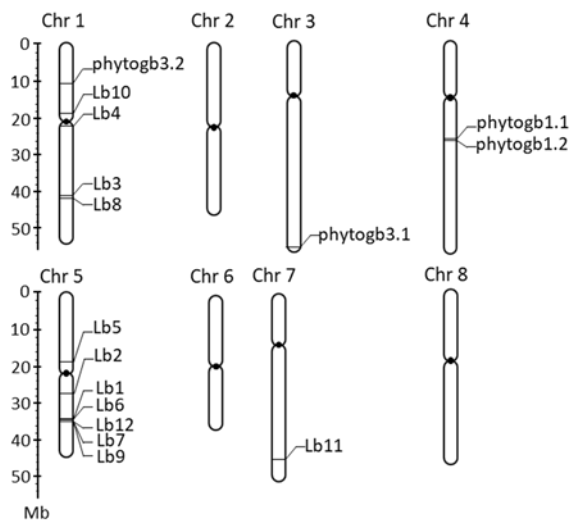 Chr 1
Chr 2
Chr 3
Chr 4
0
10
20
30
40
50
phytogb3.2
Lb10
Lb4
Lb3
Lb8
phytogb3.1
phytogb1.1
phytogb1.2
Chr 5
Chr 6
Chr 7
Chr 8
0
10
20
30
40
50
Mb
Lb5
Lb2
Lb1
Lb6
Lb12
Lb7
Lb9
Lb11